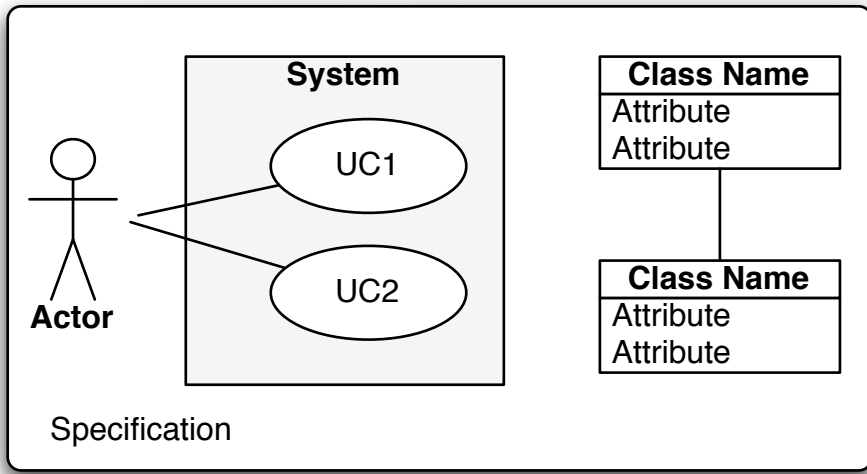 System
UC1
UC2
Actor
Class Name
Attribute
Attribute
Class Name
Attribute
Attribute
Specification